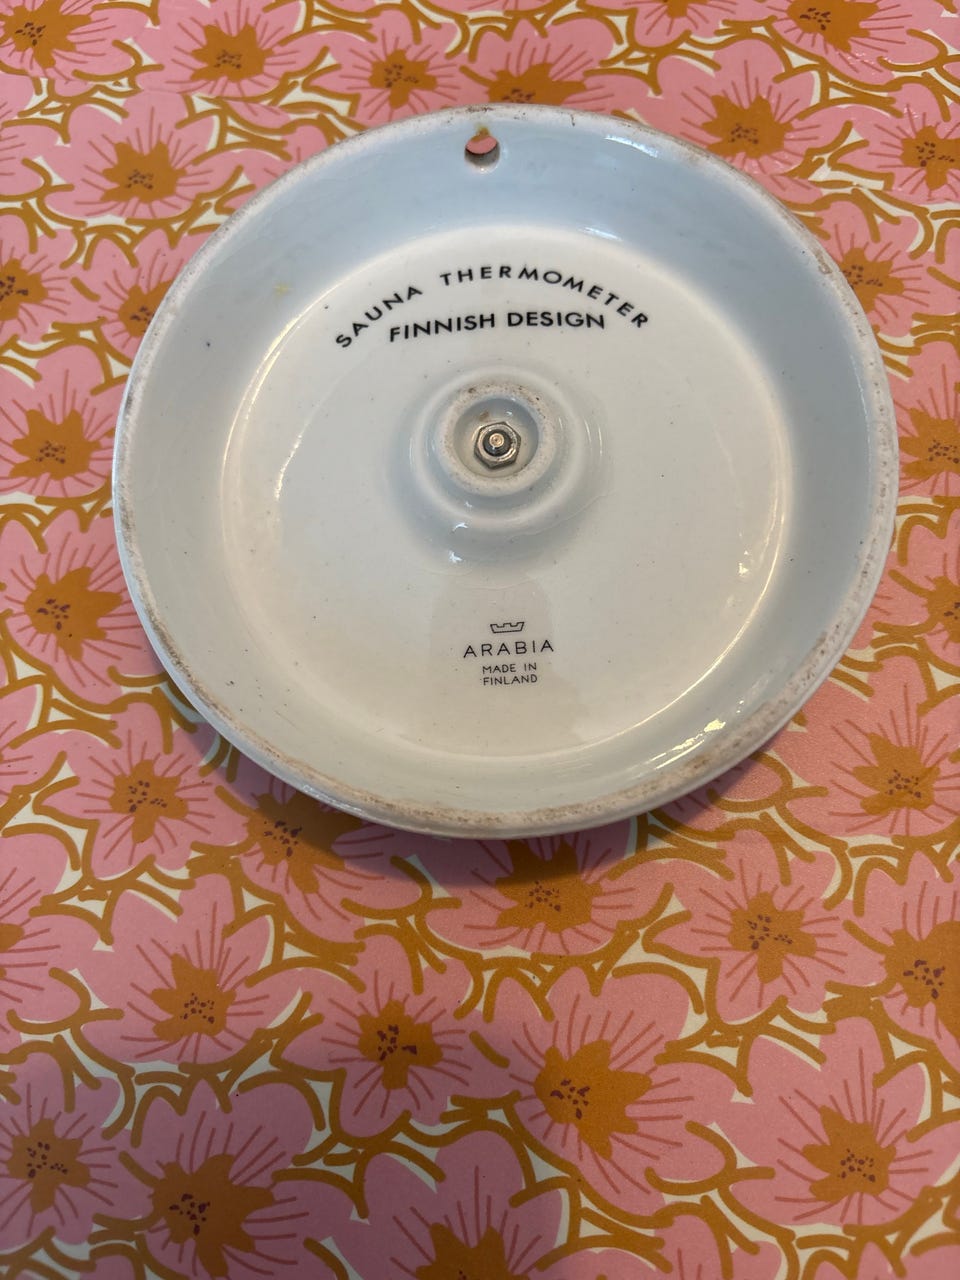 SAUNA THERMOMETER
FINNISH DESIGN
ARABIA
MADE IN
FINLAND